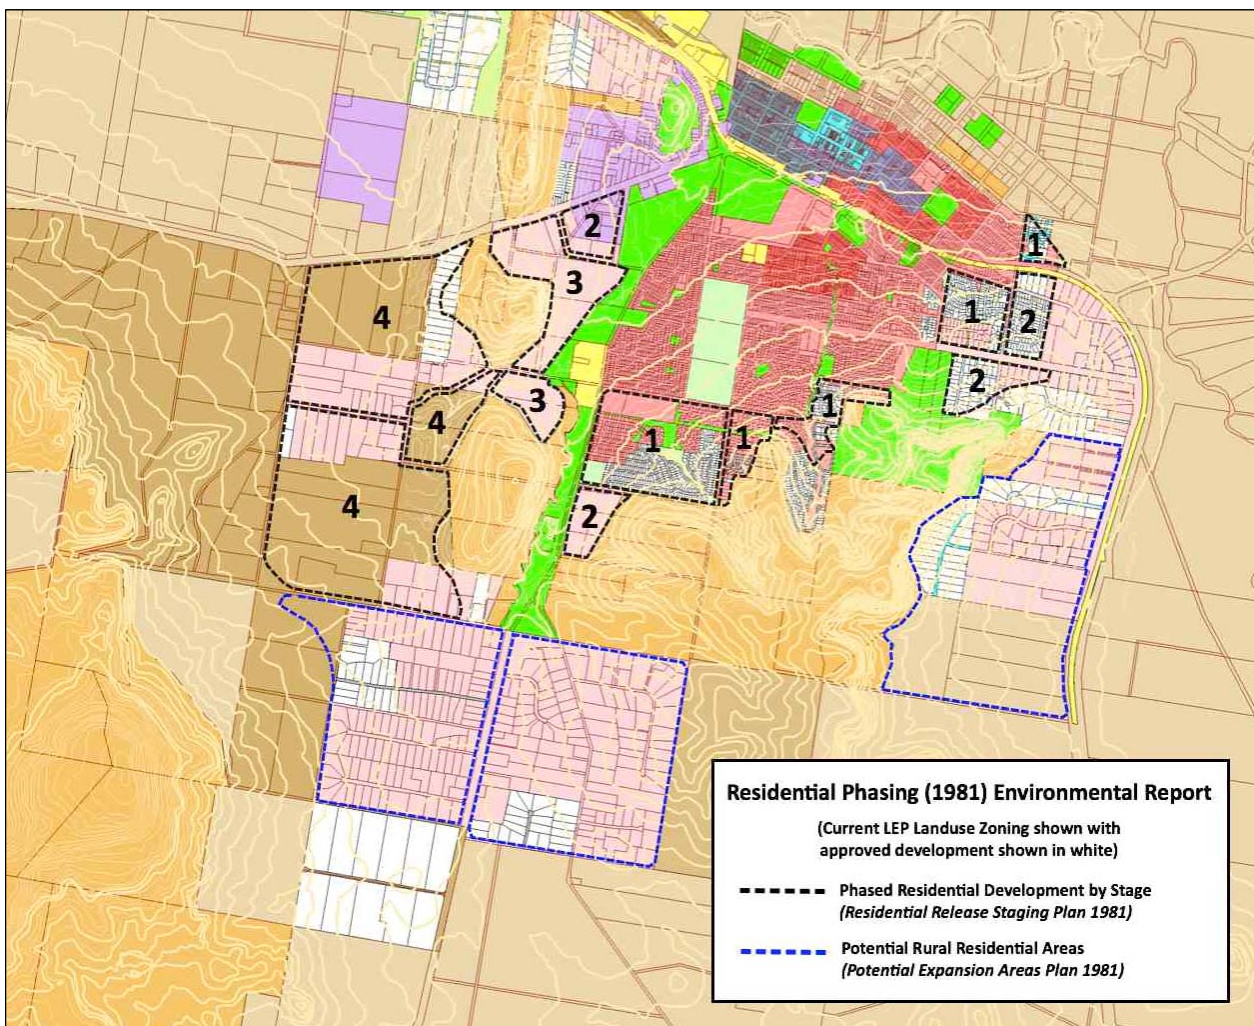 2
1
3
1
2
4
2
3
1
4
1
1
4
2
Residential Phasing (1981) Environmental Report
(Current LEP Landuse Zoning shown with
approved development shown in white)
Phased Residential Development by Stage
(Residential Release Staging Plan 1981)
Potential Rural Residential Areas
(Potential Expansion Areas Plan 1981)